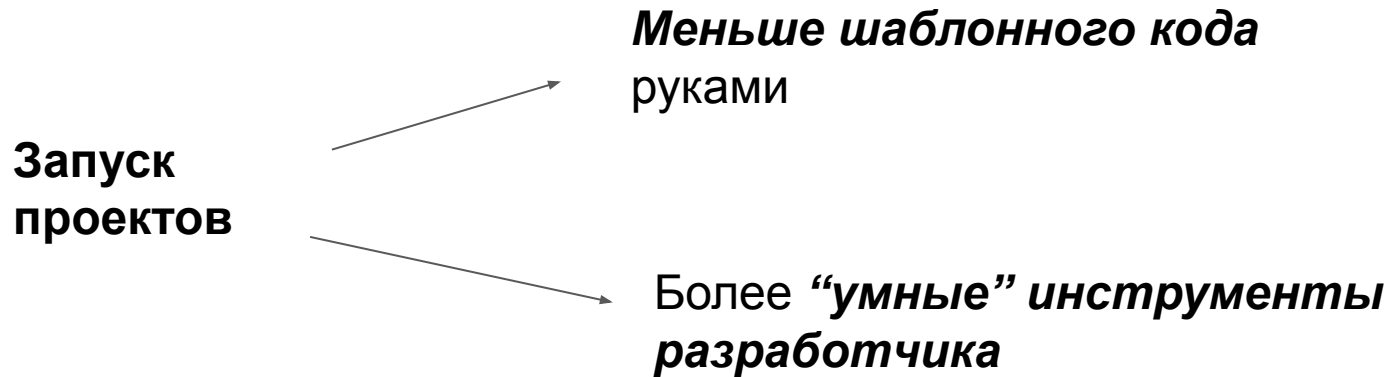 Меньше шаблонного кода
руками
Запуск
проектов
Более “умные” инструменты
разработчика